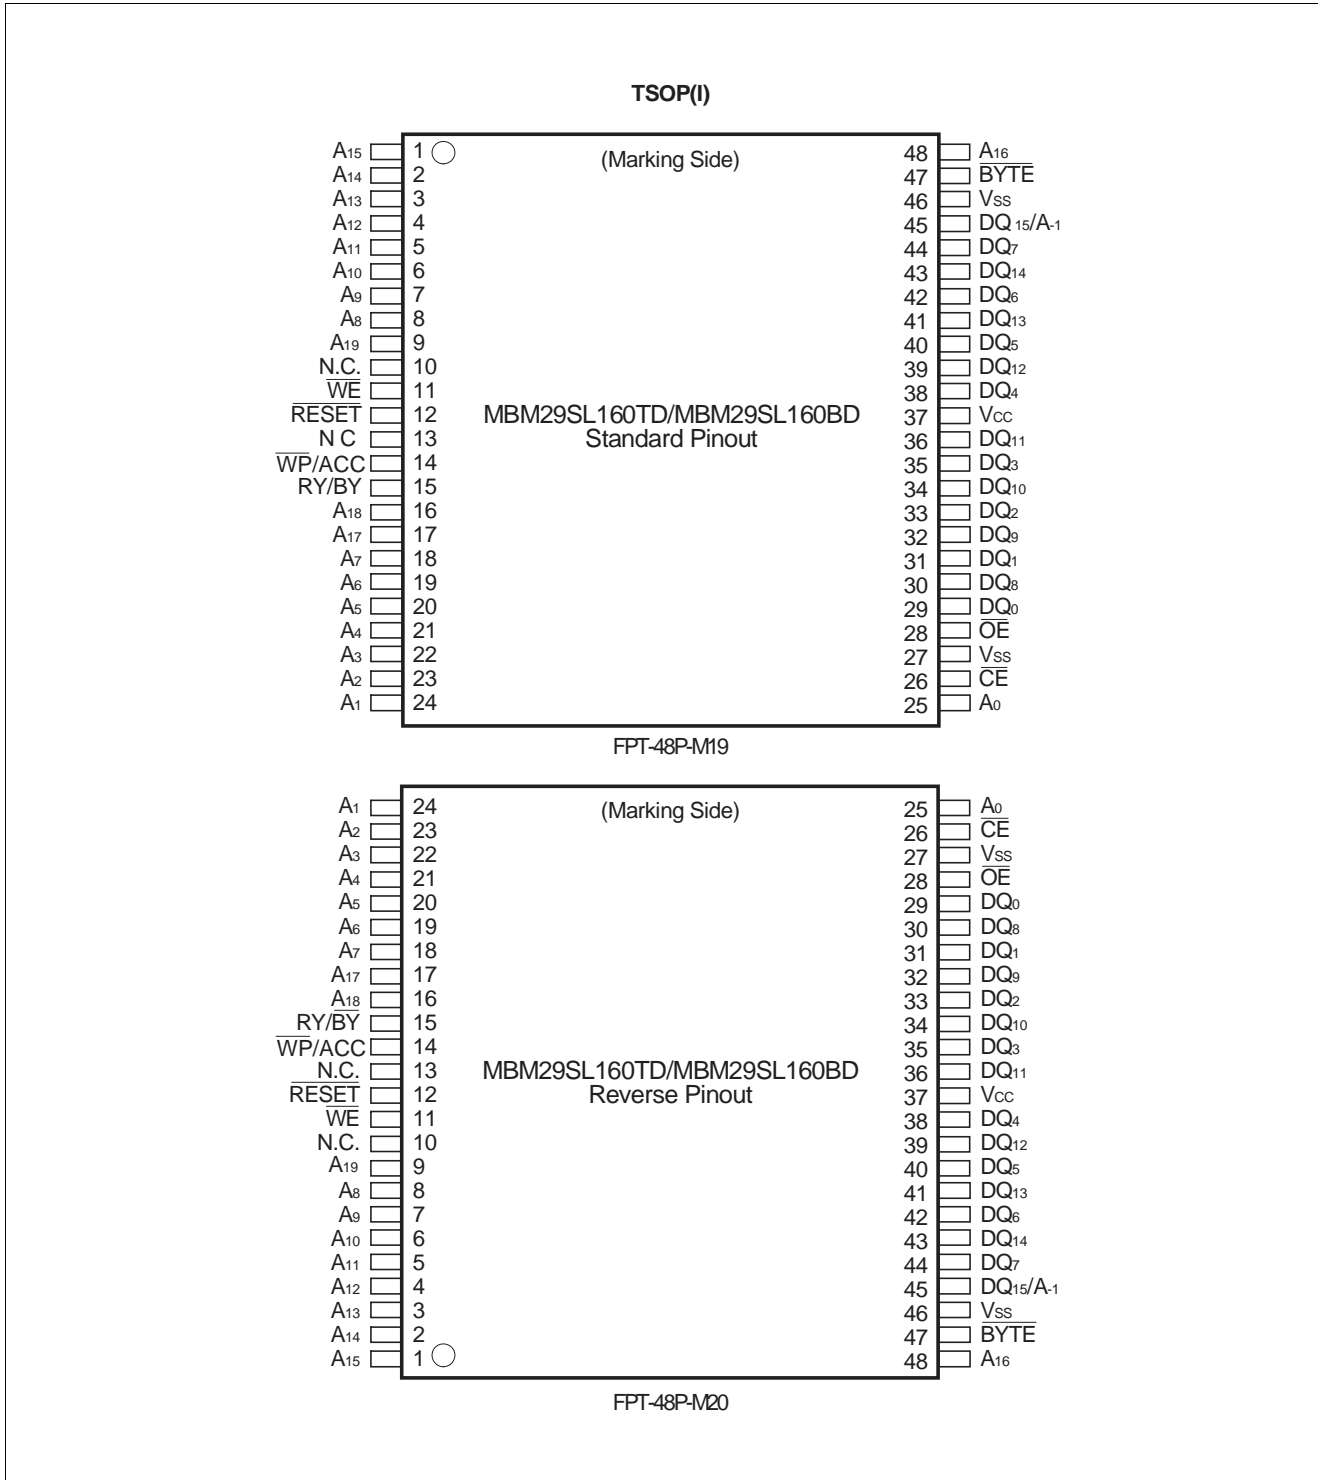 TSOP(I)
(Marking Side)
A15 1 48 A16
A14 2 47 BYTE
A13 3 46 VSS
A12 4 45 DQ 15/A-1
A11 5 44 DQ7
A10 6 43 DQ14
A9 7 42 DQ6
A8 8 41 DQ13
A19 9 40 DQ5
N.C. 10 39 DQ12
WE 11 38 DQ4
RESET 12 37 VCC
N C 13 36 DQ11
WP/ACC 14 35 DQ3
RY/BY 15 34 DQ10
A18 16 33 DQ2
A17 17 32 DQ9
A7 18 31 DQ1
A6 19 30 DQ8
A5 20 29 DQ0
A4 21 28 OE
A3 22 27 VSS
A2 23 26 CE
A1 24 25 A0
MBM29SL160TD/MBM29SL160BD
Standard Pinout
FPT-48P-M19
(Marking Side)
A1 24 25 A0
A2 23 26 CE
A3 22 27 VSS
A4 21 28 OE
A5 20 29 DQ0
A6 19 30 DQ8
A7 18 31 DQ1
A17 17 32 DQ9
A18 16 33 DQ2
RY/BY 15 34 DQ10
WP/ACC 14 35 DQ3
N.C. 13 36 DQ11
RESET 12 37 VCC
WE 11 38 DQ4
N.C. 10 39 DQ12
A19 9 40 DQ5
A8 8 41 DQ13
A9 7 42 DQ6
A10 6 43 DQ14
A11 5 44 DQ7
A12 4 45 DQ15/A-1
A13 3 46 VSS
A14 2 47 BYTE
A15 1 48 A16
MBM29SL160TD/MBM29SL160BD
Reverse Pinout
FPT-48P-M20